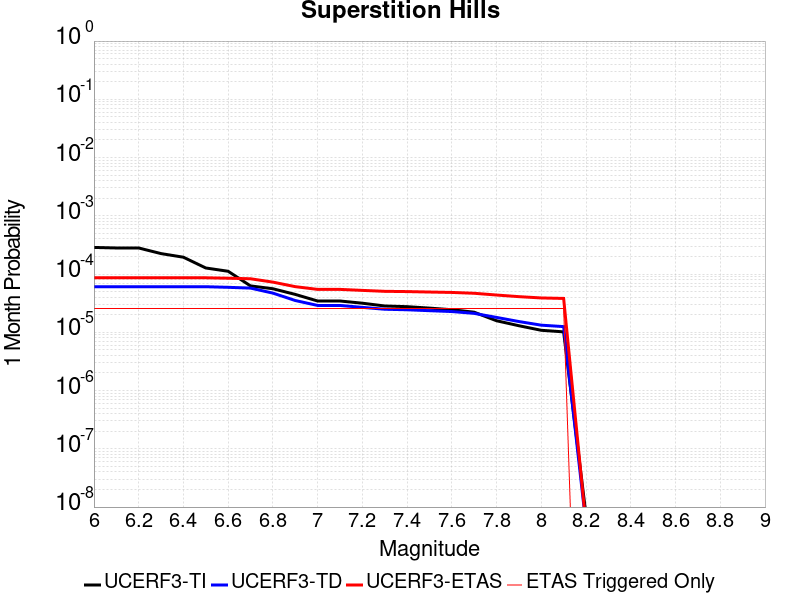 Superstition Hills
10^0
10^-1
10^-2
10^-3
10^-4
10^-5
10^-6
10^-7
10^-8
1 Month Probability
6 6.2 6.4 6.6 6.8 7 7.2 7.4 7.6 7.8 8 8.2 8.4 8.6 8.8 9
Magnitude
UCERF3-TI UCERF3-TD UCERF3-ETAS ETAS Triggered Only